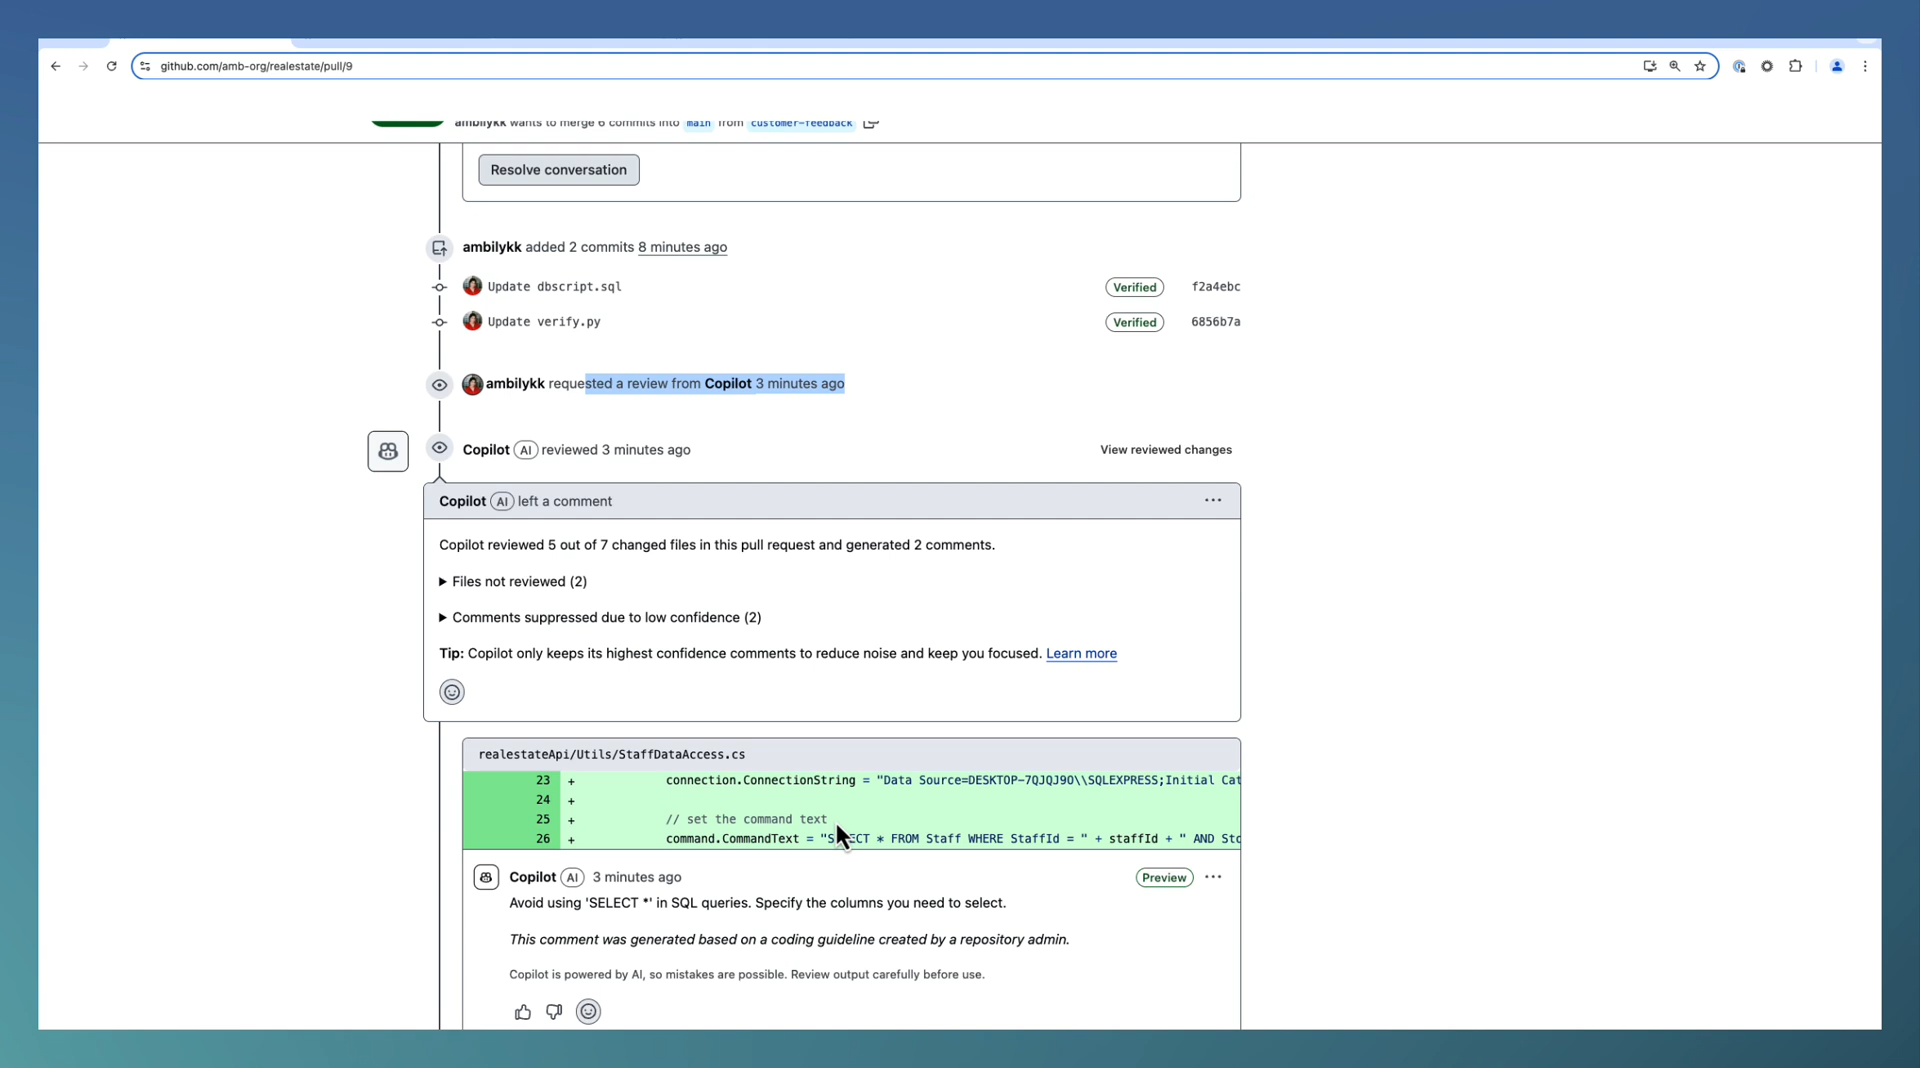 github.com/amb-org/realestate/pull/9
ambilykk wants to merge 6 commits into main from customer-feedback
Resolve conversation
ambilykk added 2 commits 8 minutes ago
Update dbscript.sql Verified f2a4ebc
Update verify.py Verified 6856b7a
ambilykk requested a review from Copilot 3 minutes ago
Copilot AI reviewed 3 minutes ago View reviewed changes
Copilot AI left a comment
Copilot reviewed 5 out of 7 changed files in this pull request and generated 2 comments.
Files not reviewed (2)
Comments suppressed due to low confidence (2)
Tip: Copilot only keeps its highest confidence comments to reduce noise and keep you focused. Learn more
realestateApi/Utils/StaffDataAccess.cs
23 + connection.ConnectionString = "Data Source=DESKTOP-7QJQJ9O\\SQLEXPRESS;Initial Cat
24 +
25 + // set the command text
26 + command.CommandText = "SELECT * FROM Staff WHERE StaffId = " + staffId + " AND Sto
Copilot AI 3 minutes ago Preview
Avoid using 'SELECT *' in SQL queries. Specify the columns you need to select.
This comment was generated based on a coding guideline created by a repository admin.
Copilot is powered by AI, so mistakes are possible. Review output carefully before use.